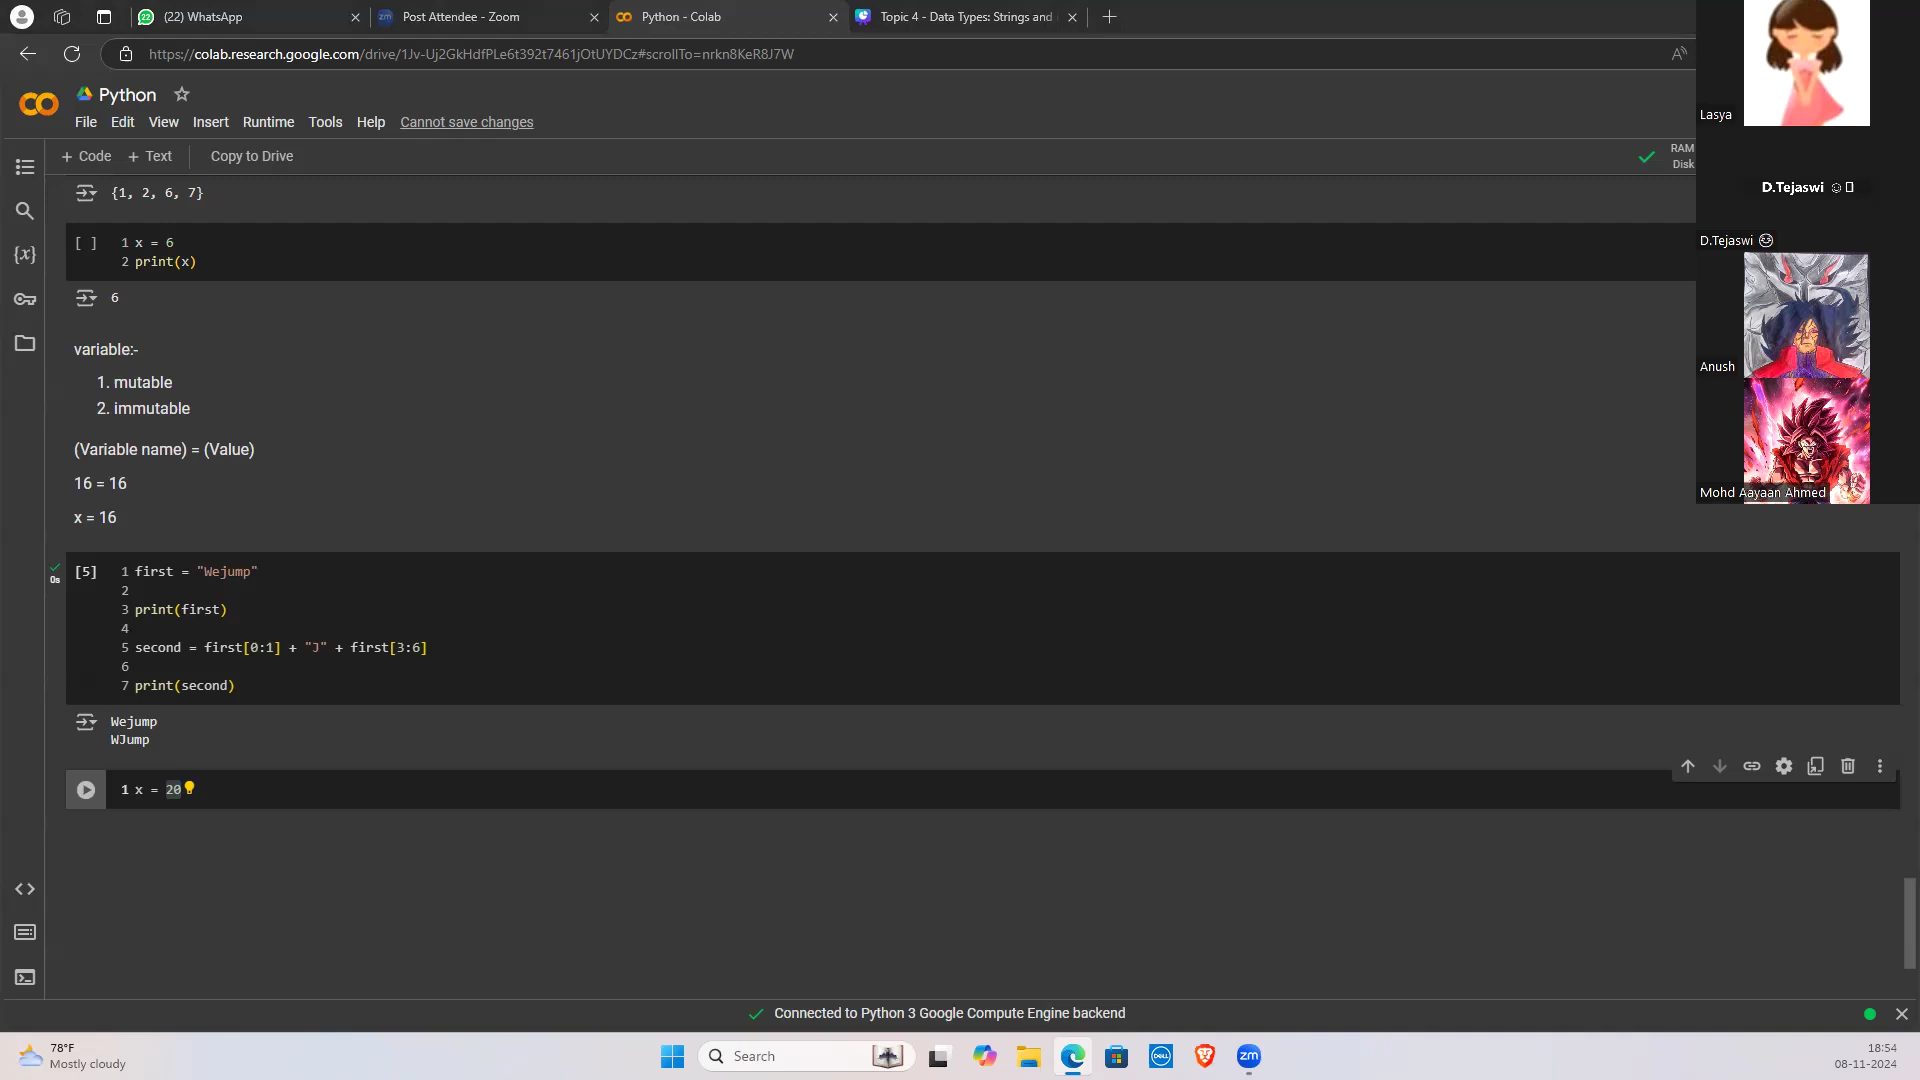 (22) WhatsApp
Post Attendee - Zoom
Python - Colab
Topic 4 - Data Types: Strings and
https://colab.research.google.com/drive/1Jv-Uj2GkHdfPLe6t392t7461jOtUYDCz#scrollTo=nrkn8KeR8J7W
Python
File Edit View Insert Runtime Tools Help Cannot save changes
+ Code + Text Copy to Drive
RAM
Disk
{1, 2, 6, 7}
[ ] 1 x = 6
2 print(x)
6
variable:-
1. mutable
2. immutable
(Variable name) = (Value)
16 = 16
x = 16
0s
[5] 1 first = "Wejump"
2
3 print(first)
4
5 second = first[0:1] + "J" + first[3:6]
6
7 print(second)
Wejump
WJump
1 x = 20
Connected to Python 3 Google Compute Engine backend
Lasya
D.Tejaswi
D.Tejaswi
Anush
Mohd Aayaan Ahmed
78°F
Mostly cloudy
Search
DELL
zm
18:54
08-11-2024